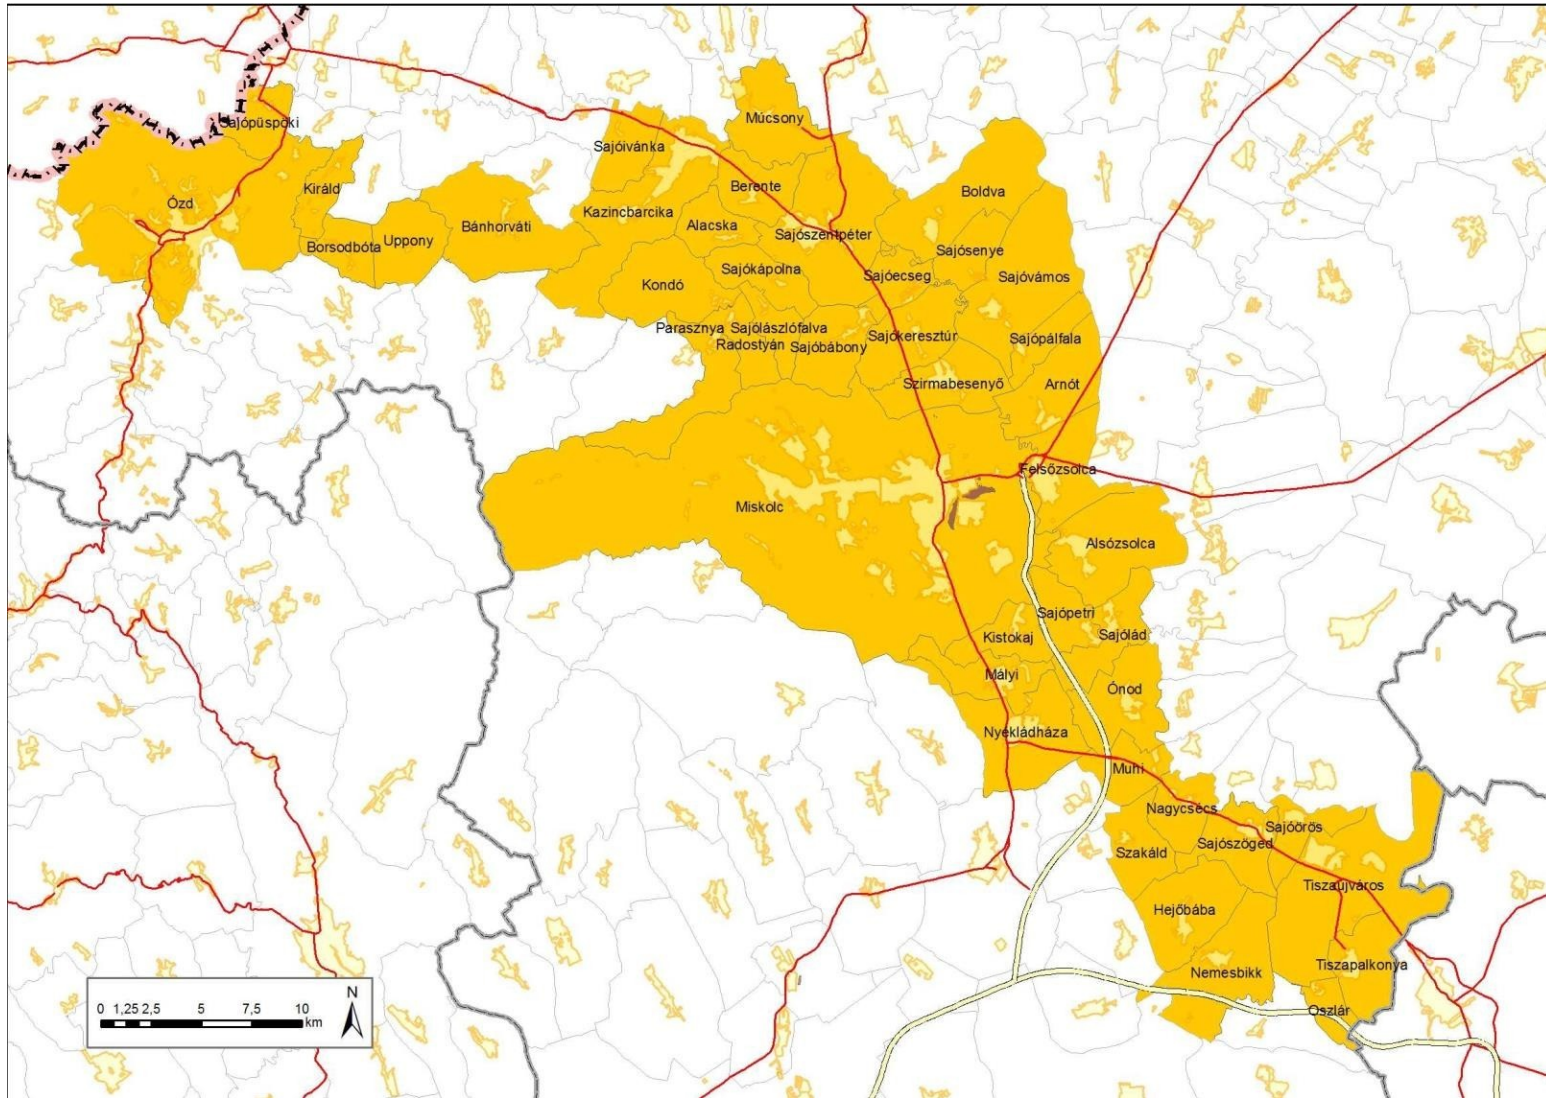 Múcsony
Sajópüspöki
Sajóivánka
Királd
Berente
Boldva
Ózd
Kazincbarcika
Alacska
Bánhorváti
Sajószentpéter
Borsodbóta
Uppony
Sajósenye
Sajókápolna
Sajóecseg
Sajóvámos
Kondó
Parasznya
Sajólászlófalva
Sajókeresztúr
Sajópálfala
Radostyán
Sajóbábony
Szirmabesenyő
Arnót
Felsőzsolca
Miskolc
Alsózsolca
Sajópetri
Kistokaj
Sajólád
Mályi
Ónod
Nyékládháza
Muhi
Nagycsécs
Sajóörös
Szakáld
Sajószöged
Tiszaújváros
Hejőbába
Tiszapalkonya
Nemesbikk
Oszlár
N
0 1,25 2,5 5 7,5 10
km